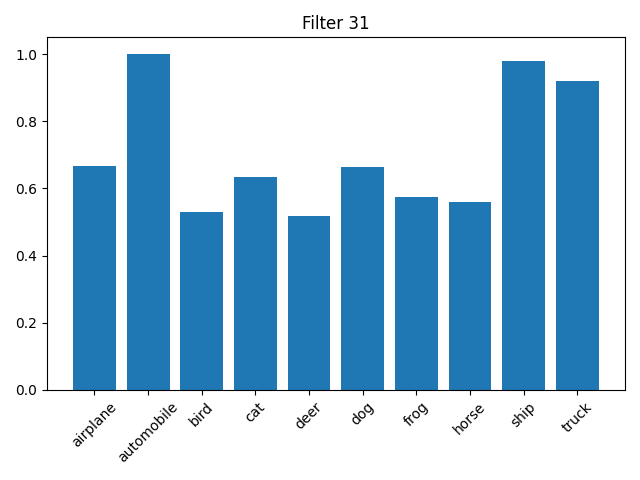 Filter 31
1.0
0.8
0.6
0.4
0.2
0.0
airplane
automobile
bird
cat
deer
dog
frog
horse
ship
truck